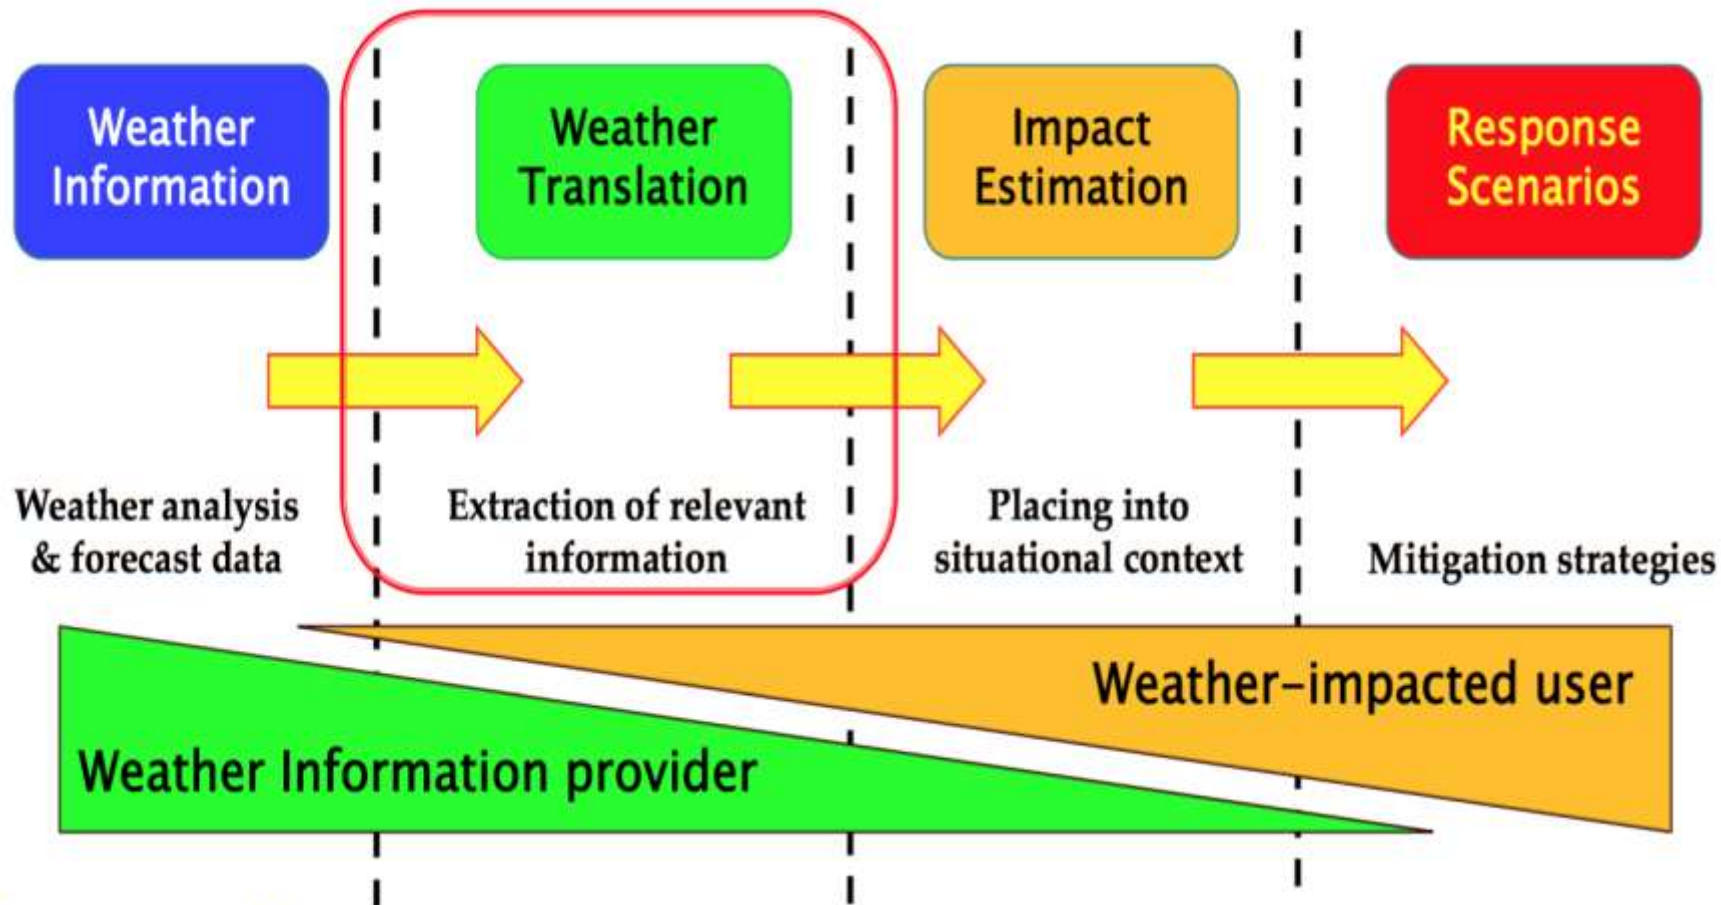 Weather
Information
Weather
Translation
Impact
Estimation
Response
Scenarios
Weather analysis
& forecast data
Extraction of relevant
information
Placing into
situational context
Mitigation strategies
Weather-impacted user
Weather Information provider